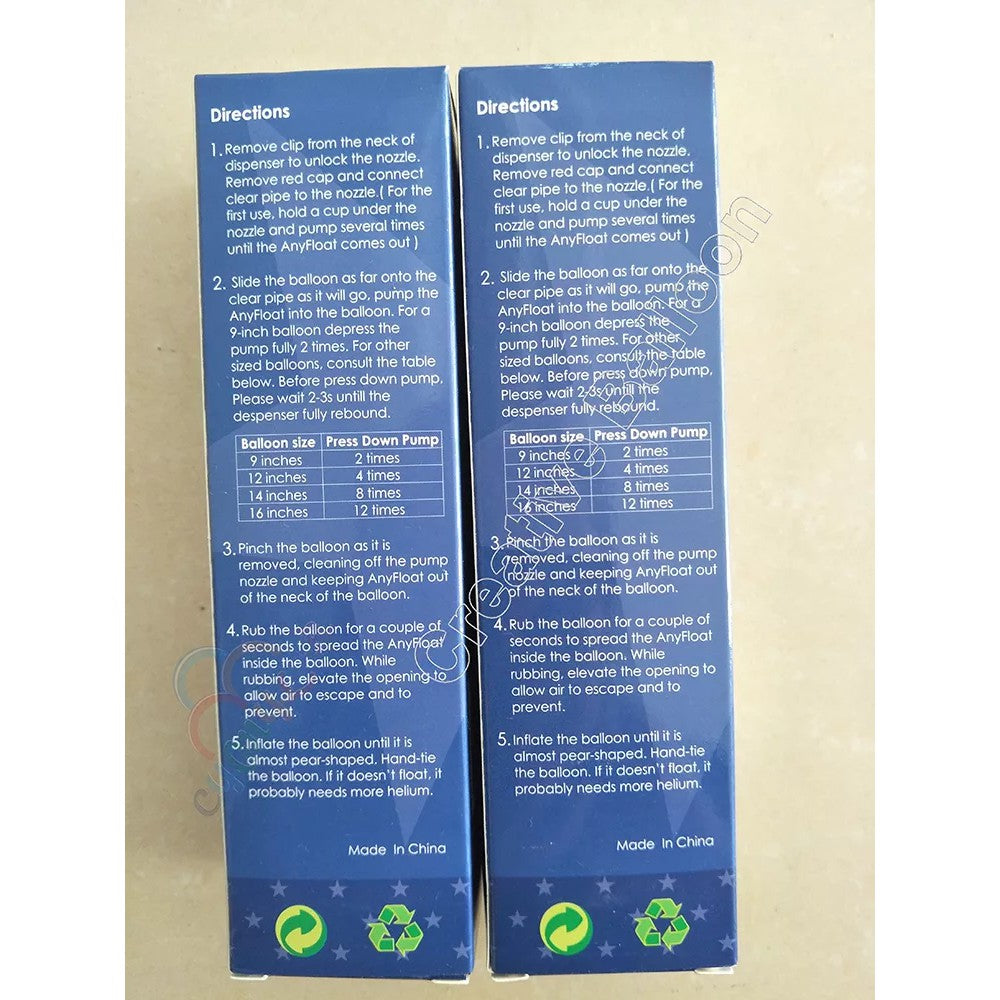 Directions
1. Remove clip from the neck of
dispenser to unlock the nozzle.
Remove red cap and connect
clear pipe to the nozzle.( For the
first use, hold a cup under the
nozzle and pump several times
until the AnyFloat comes out )
2. Slide the balloon as far onto the
clear pipe as it will go, pump the
AnyFloat into the balloon. For a
9-inch balloon depress the
pump fully 2 times. For other
sized balloons, consult the table
below. Before press down pump,
Please wait 2-3s untill the
despenser fully rebound.
Balloon size Press Down Pump
9 inches 2 times
12 inches 4 times
14 inches 8 times
16 inches 12 times
3. Pinch the balloon as it is
removed, cleaning off the pump
nozzle and keeping AnyFloat out
of the neck of the balloon.
4. Rub the balloon for a couple of
seconds to spread the AnyFloat
inside the balloon. While
rubbing, elevate the opening to
allow air to escape and to
prevent.
5. Inflate the balloon until it is
almost pear-shaped. Hand-tie
the balloon. If it doesn't float, it
probably needs more helium.
Made In China
Directions
1. Remove clip from the neck of
dispenser to unlock the nozzle.
Remove red cap and connect
clear pipe to the nozzle.( For the
first use, hold a cup under the
nozzle and pump several times
until the AnyFloat comes out )
2. Slide the balloon as far onto the
clear pipe as it will go, pump the
AnyFloat into the balloon. For a
9-inch balloon depress the
pump fully 2 times. For other
sized balloons, consult the table
below. Before press down pump,
Please wait 2-3s untill the
despenser fully rebound.
Balloon size Press Down Pump
9 inches 2 times
12 inches 4 times
14 inches 8 times
16 inches 12 times
3. Pinch the balloon as it is
removed, cleaning off the pump
nozzle and keeping AnyFloat out
of the neck of the balloon.
4. Rub the balloon for a couple of
seconds to spread the AnyFloat
inside the balloon. While
rubbing, elevate the opening to
allow air to escape and to
prevent.
5. Inflate the balloon until it is
almost pear-shaped. Hand-tie
the balloon. If it doesn't float, it
probably needs more helium.
Made In China
Creative Balloon